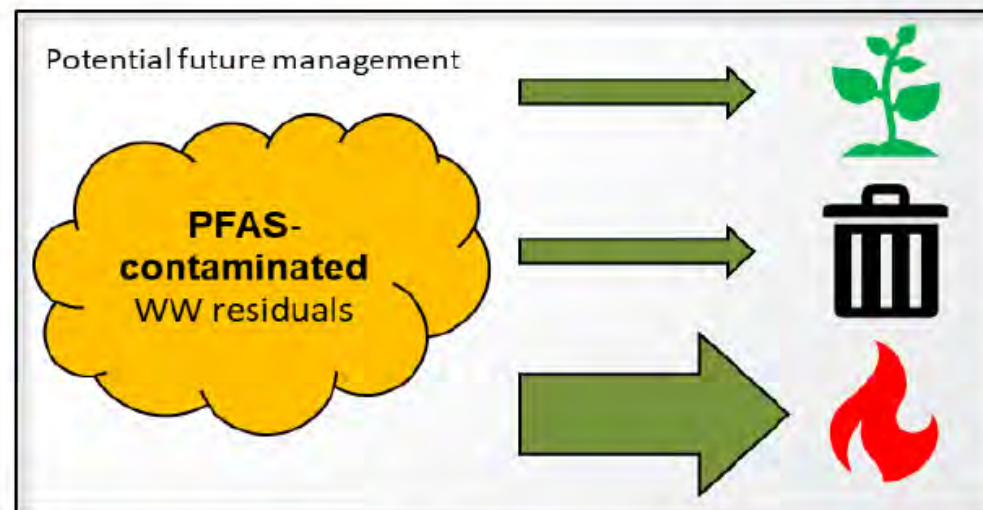 Potential future management
PFAS-
contaminated
WW residuals